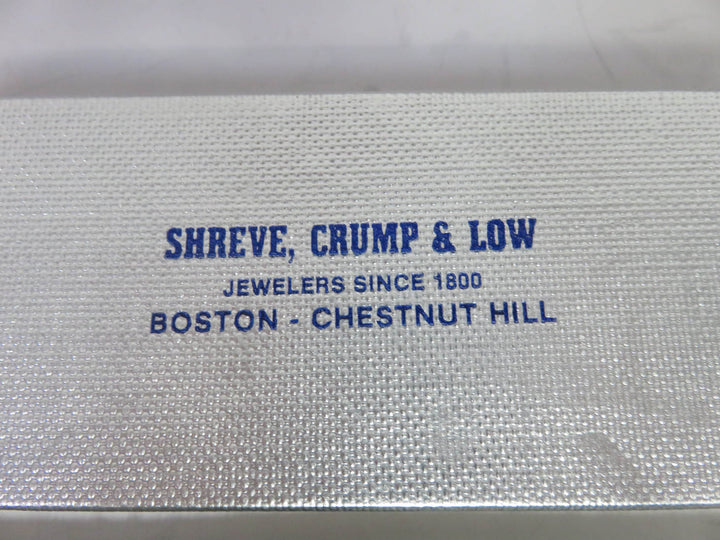 SHREVE, CRUMP & LOW
JEWELERS SINCE 1800
BOSTON - CHESTNUT HILL